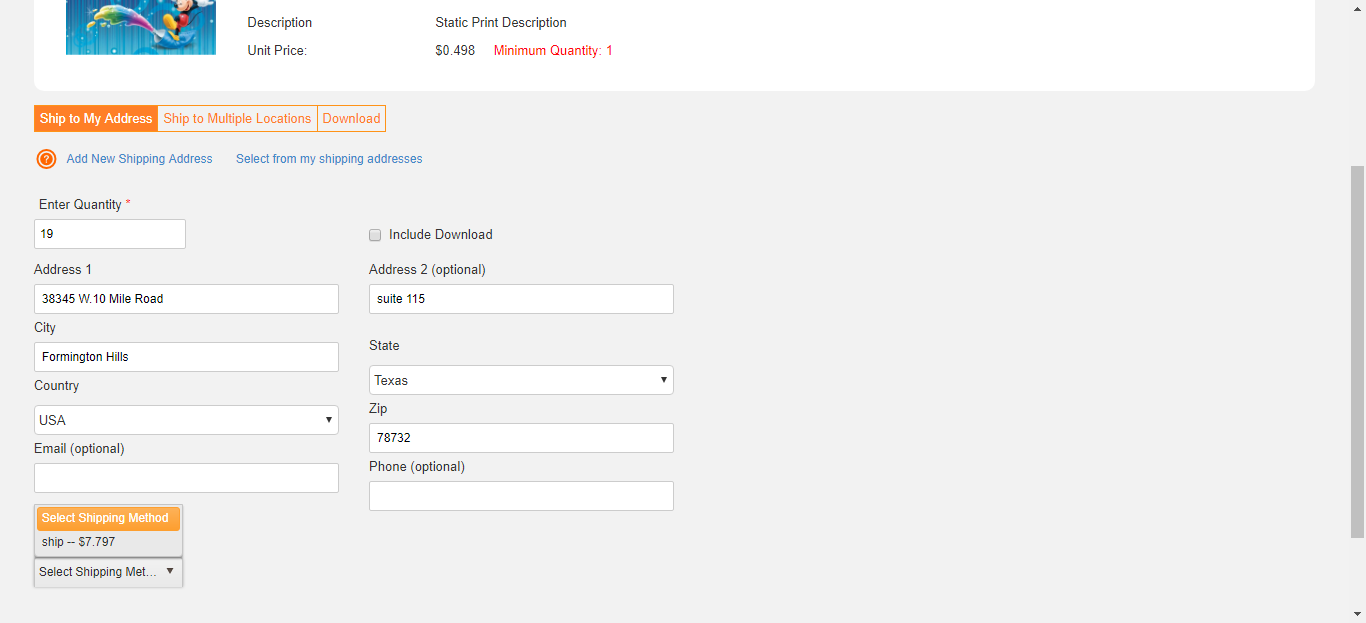 Description Static Print Description
Unit Price: $0.498 Minimum Quantity: 1
Ship to My Address Ship to Multiple Locations Download
? Add New Shipping Address Select from my shipping addresses
Enter Quantity *
19
Include Download
Address 1
38345 W.10 Mile Road
Address 2 (optional)
suite 115
City
Formington Hills
State
Texas
Country
USA
Zip
78732
Email (optional)
Phone (optional)
Select Shipping Method
ship -- $7.797
Select Shipping Met...